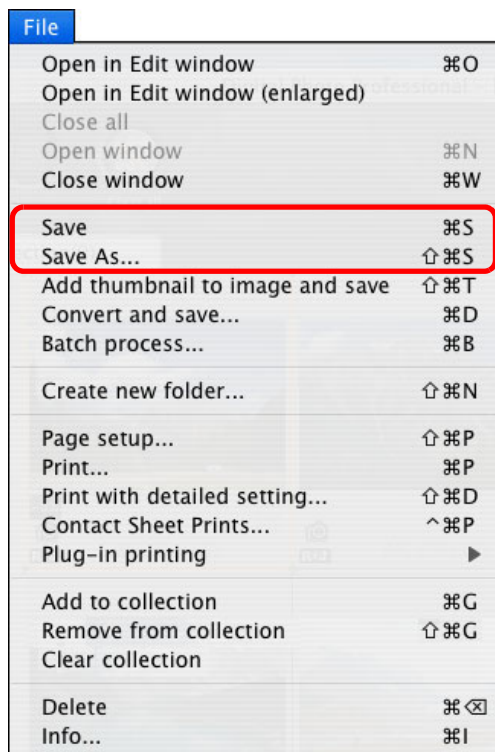 File
Open in Edit window ⌘O
Open in Edit window (enlarged)
Close all
Open window ⌘N
Close window ⌘W
Save ⌘S
Save As... ⇧⌘S
Add thumbnail to image and save ⇧⌘T
Convert and save... ⌘D
Batch process... ⌘B
Create new folder... ⇧⌘N
Page setup... ⇧⌘P
Print... ⌘P
Print with detailed setting... ⇧⌘D
Contact Sheet Prints... ^⌘P
Plug-in printing ▶
Add to collection ⌘G
Remove from collection ⇧⌘G
Clear collection
Delete ⌘⌫
Info... ⌘I